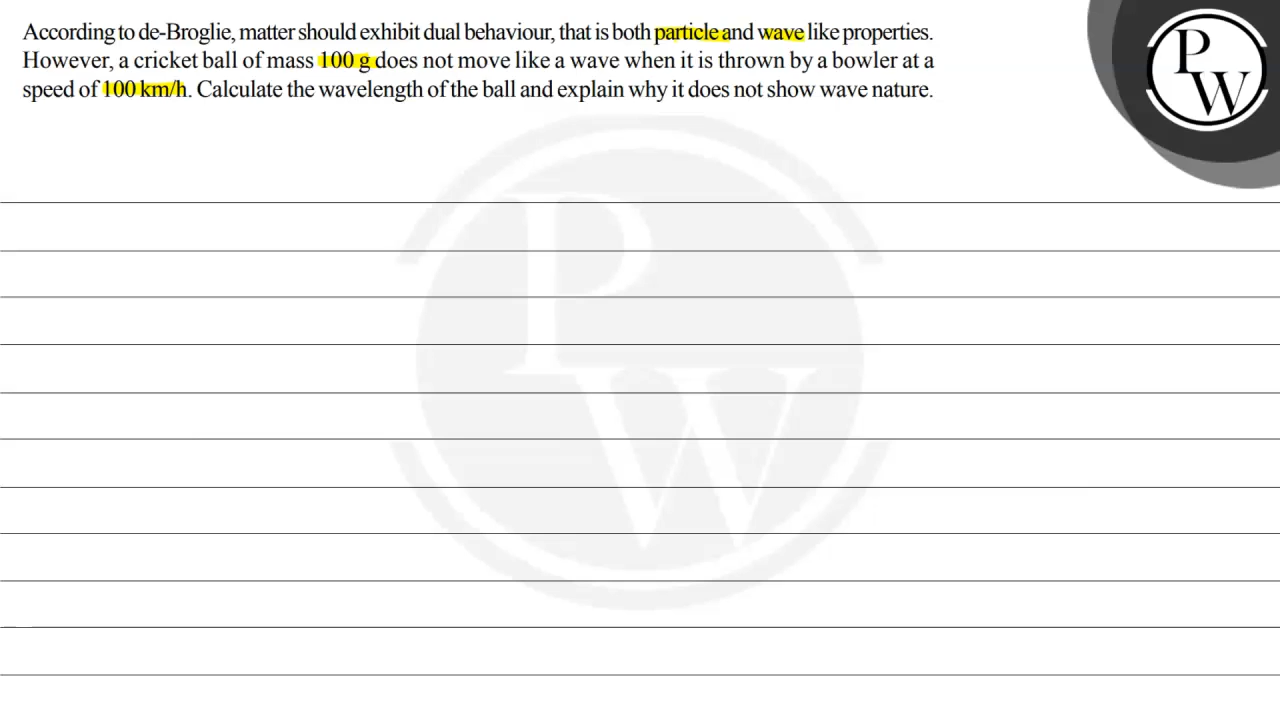 According to de-Broglie, matter should exhibit dual behaviour, that is both particle and wave like properties.
However, a cricket ball of mass 100 g does not move like a wave when it is thrown by a bowler at a
speed of 100 km/h. Calculate the wavelength of the ball and explain why it does not show wave nature.
P
W
P
W